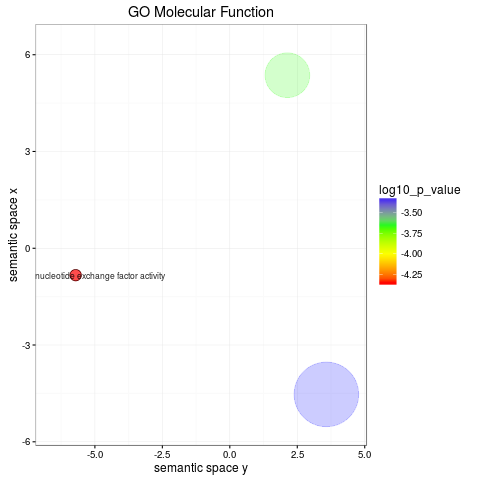 GO Molecular Function
semantic space x
6
3
0
-3
-6
nucleotide exchange factor activity
-5.0
-2.5
0.0
2.5
5.0
semantic space y
log10_p_value
-3.50
-3.75
-4.00
-4.25